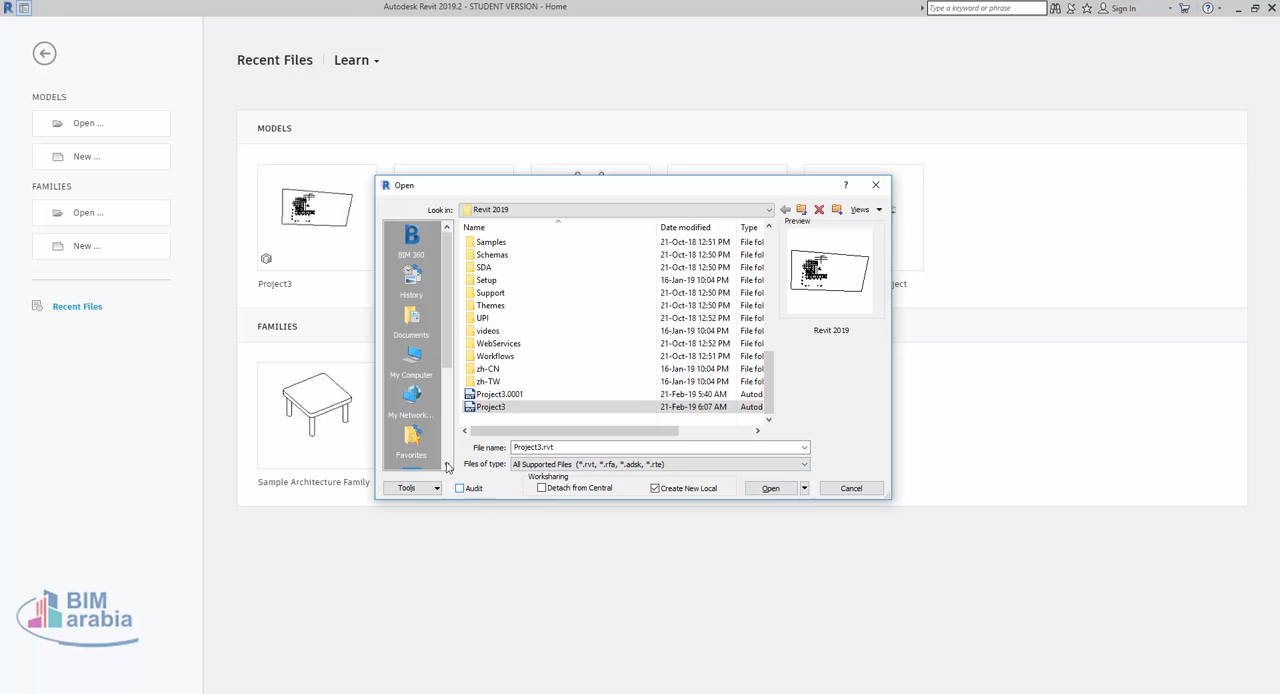 Autodesk Revit 2019.2 - STUDENT VERSION - Home
Type a keyword or phrase
Sign In
Recent Files
Learn
MODELS
Open ...
New ...
FAMILIES
Open ...
New ...
Recent Files
MODELS
Project3
FAMILIES
Sample Architecture Family
Open
Look in:
Revit 2019
Views
Name
Date modified
Type
Samples 21-Oct-18 12:51 PM File fol
Schemas 21-Oct-18 12:50 PM File fol
SDA 21-Oct-18 12:50 PM File fol
Setup 16-Jan-19 10:04 PM File fol
Support 21-Oct-18 12:50 PM File fol
Themes 21-Oct-18 12:50 PM File fol
UPI 21-Oct-18 12:52 PM File fol
videos 16-Jan-19 10:04 PM File fol
WebServices 21-Oct-18 12:52 PM File fol
Workflows 21-Oct-18 12:51 PM File fol
zh-CN 16-Jan-19 10:04 PM File fol
zh-TW 16-Jan-19 10:04 PM File fol
Project3.0001 21-Feb-19 5:40 AM Autod
Project3 21-Feb-19 6:07 AM Autod
BIM 360
History
Documents
My Computer
My Network...
Favorites
Preview
Revit 2019
File name:
Project3.rvt
Files of type:
All Supported Files (*.rvt, *.rfa, *.adsk, *.rte)
Tools
Audit
Worksharing
Detach from Central
Create New Local
Open
Cancel
BIM
arabia